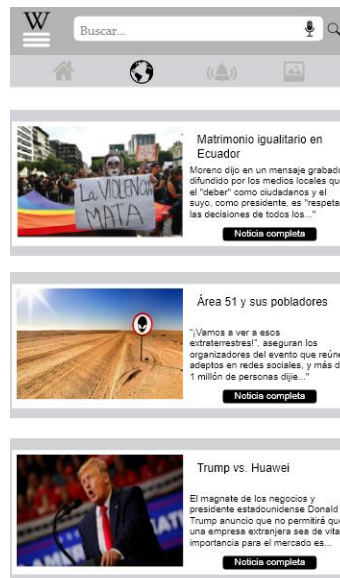 W
Buscar...
Matrimonio igualitario en
Ecuador
Moreno dijo en un mensaje grabado
difundido por los medios locales que
el "deber" como ciudadanos y el
suyo, como presidente, es "respetar
las decisiones de todos los..."
LA VIOLENCIA
MATA
Noticia completa
Área 51 y sus pobladores
"¡Vamos a ver a esos
extraterrestres!", aseguran los
organizadores del evento que reúne
adeptos en redes sociales, y más de
1 millón de personas dijie..."
Noticia completa
Trump vs. Huawei
El magnate de los negocios y
presidente estadounidense Donald
Trump anuncio que no permitirá que
una empresa extranjera sea de vital
importancia para el mercado es...
Noticia completa